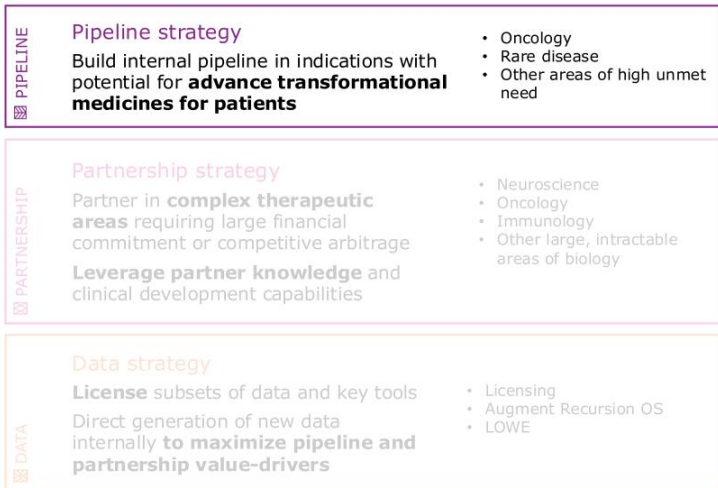 PIPELINE
Pipeline strategy
Build internal pipeline in indications with
potential for advance transformational
medicines for patients
• Oncology
• Rare disease
• Other areas of high unmet
need
PARTNERSHIP
Partnership strategy
Partner in complex therapeutic
areas requiring large financial
commitment or competitive arbitrage
Leverage partner knowledge and
clinical development capabilities
• Neuroscience
• Oncology
• Immunology
• Other large, intractable
areas of biology
DATA
Data strategy
License subsets of data and key tools
Direct generation of new data
internally to maximize pipeline and
partnership value-drivers
• Licensing
• Augment Recursion OS
• LOWE